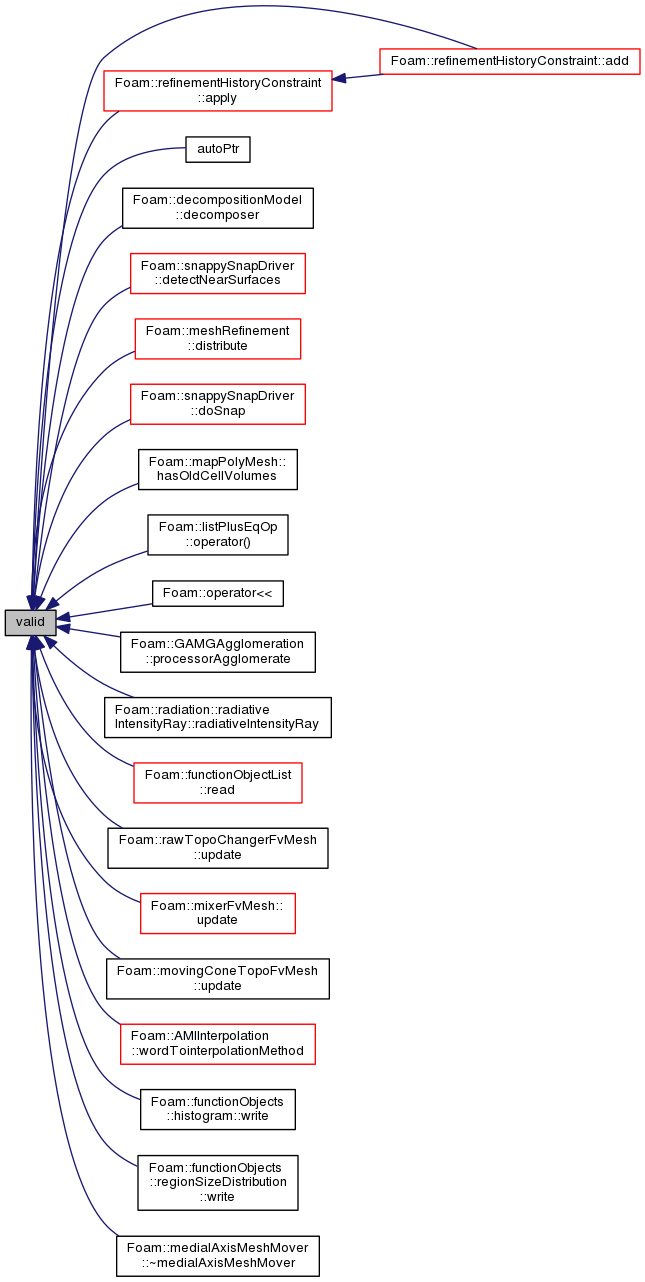 Foam::refinementHistoryConstraint::add
Foam::refinementHistoryConstraint
::apply
autoPtr
Foam::decompositionModel
::decomposer
Foam::snappySnapDriver
::detectNearSurfaces
Foam::meshRefinement
::distribute
Foam::snappySnapDriver
::doSnap
Foam::mapPolyMesh::
hasOldCellVolumes
Foam::listPlusEqOp
::operator()
Foam::operator<<
valid
Foam::GAMGAgglomeration
::processorAgglomerate
Foam::radiation::radiative
IntensityRay::radiativeIntensityRay
Foam::functionObjectList
::read
Foam::rawTopoChangerFvMesh
::update
Foam::mixerFvMesh::
update
Foam::movingConeTopoFvMesh
::update
Foam::AMIInterpolation
::wordTointerpolationMethod
Foam::functionObjects
::histogram::write
Foam::functionObjects
::regionSizeDistribution
::write
Foam::medialAxisMeshMover
::~medialAxisMeshMover